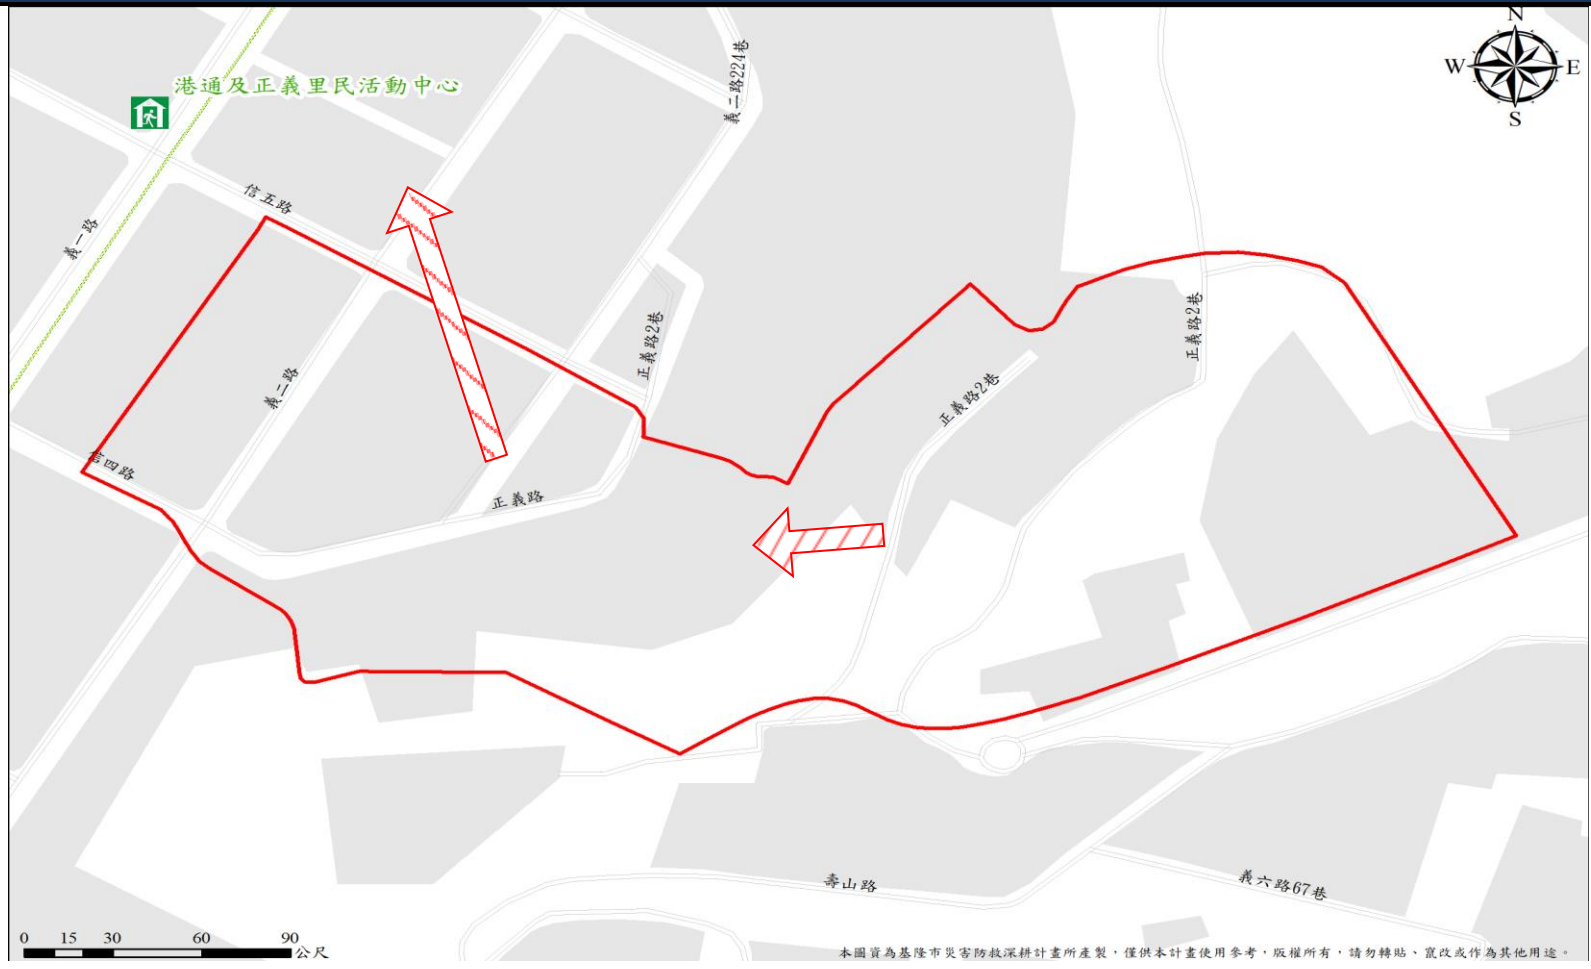 N
W
E
S
港通及正義里民活動中心
義二路224巷
信五路
義一路
正義路2巷
正義路2巷
義二路
正義路2巷
信四路
正義路
壽山路
義六路67巷
0 15 30 60 90
公尺
本圖資為基隆市災害防救深耕計畫所產製，僅供本計畫使用參考，版權所有，請勿轉貼、竄改或作為其他用途。